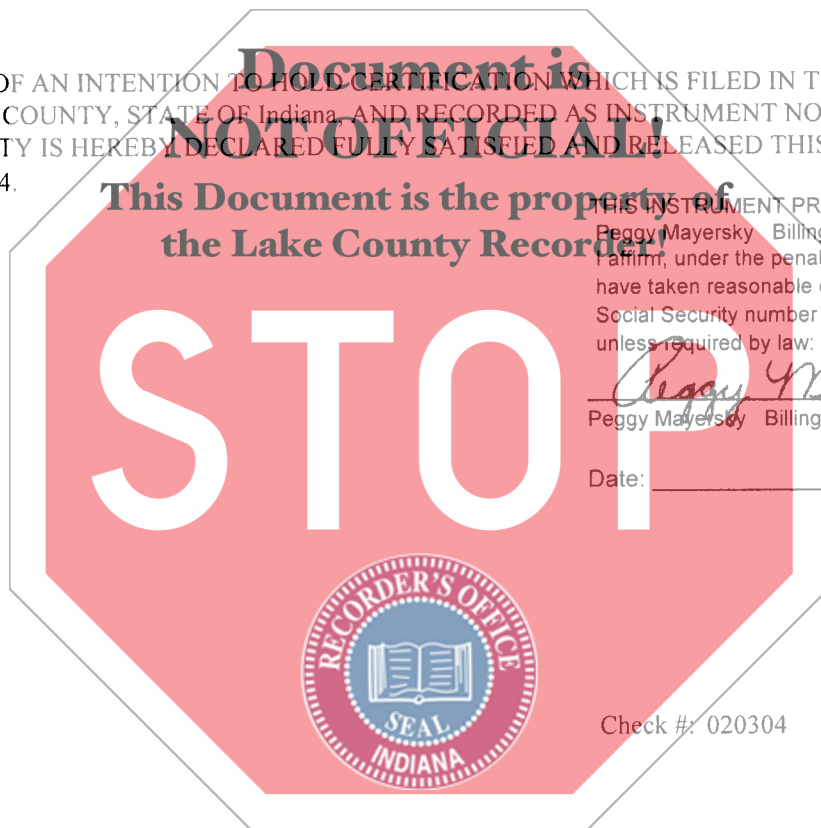 Document is
NOT OFFICIAL!
This Document is the property of
the Lake County Recorder!
OF AN INTENTION TO HOLD CERTIFICATION WHICH IS FILED IN T
COUNTY, STATE OF Indiana, AND RECORDED AS INSTRUMENT NO
TY IS HEREBY DECLARED FULLY SATISFIED AND RELEASED THIS
4.
THIS INSTRUMENT PR
Peggy Mayersky Billing
I affirm, under the penal
have taken reasonable
Social Security number
unless required by law:
Peggy M
Peggy Mayersky Billing
Date:
STOP
RECORDER'S OFFICE
SEAL
INDIANA
Check #: 020304